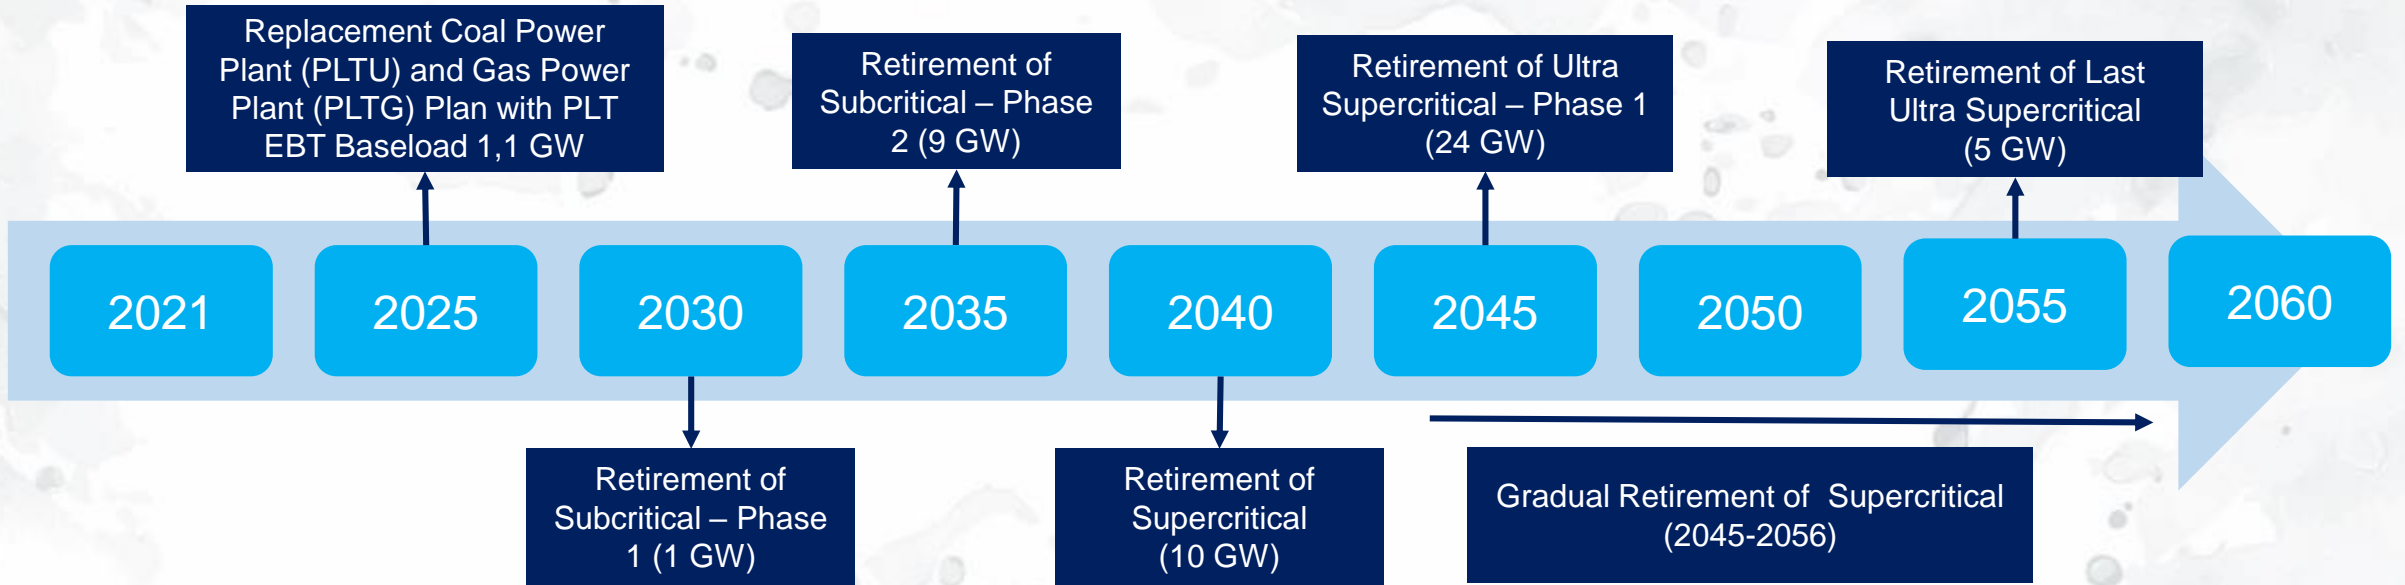 Replacement Coal Power
Plant (PLTU) and Gas Power
Plant (PLTG) Plan with PLT
EBT Baseload 1,1 GW
Retirement of
Subcritical – Phase
2 (9 GW)
Retirement of Ultra
Supercritical – Phase 1
(24 GW)
Retirement of Last
Ultra Supercritical
(5 GW)
2021
2025
2030
2035
2040
2045
2050
2055
2060
Retirement of
Subcritical – Phase
1 (1 GW)
Retirement of
Supercritical
(10 GW)
Gradual Retirement of  Supercritical
(2045-2056)